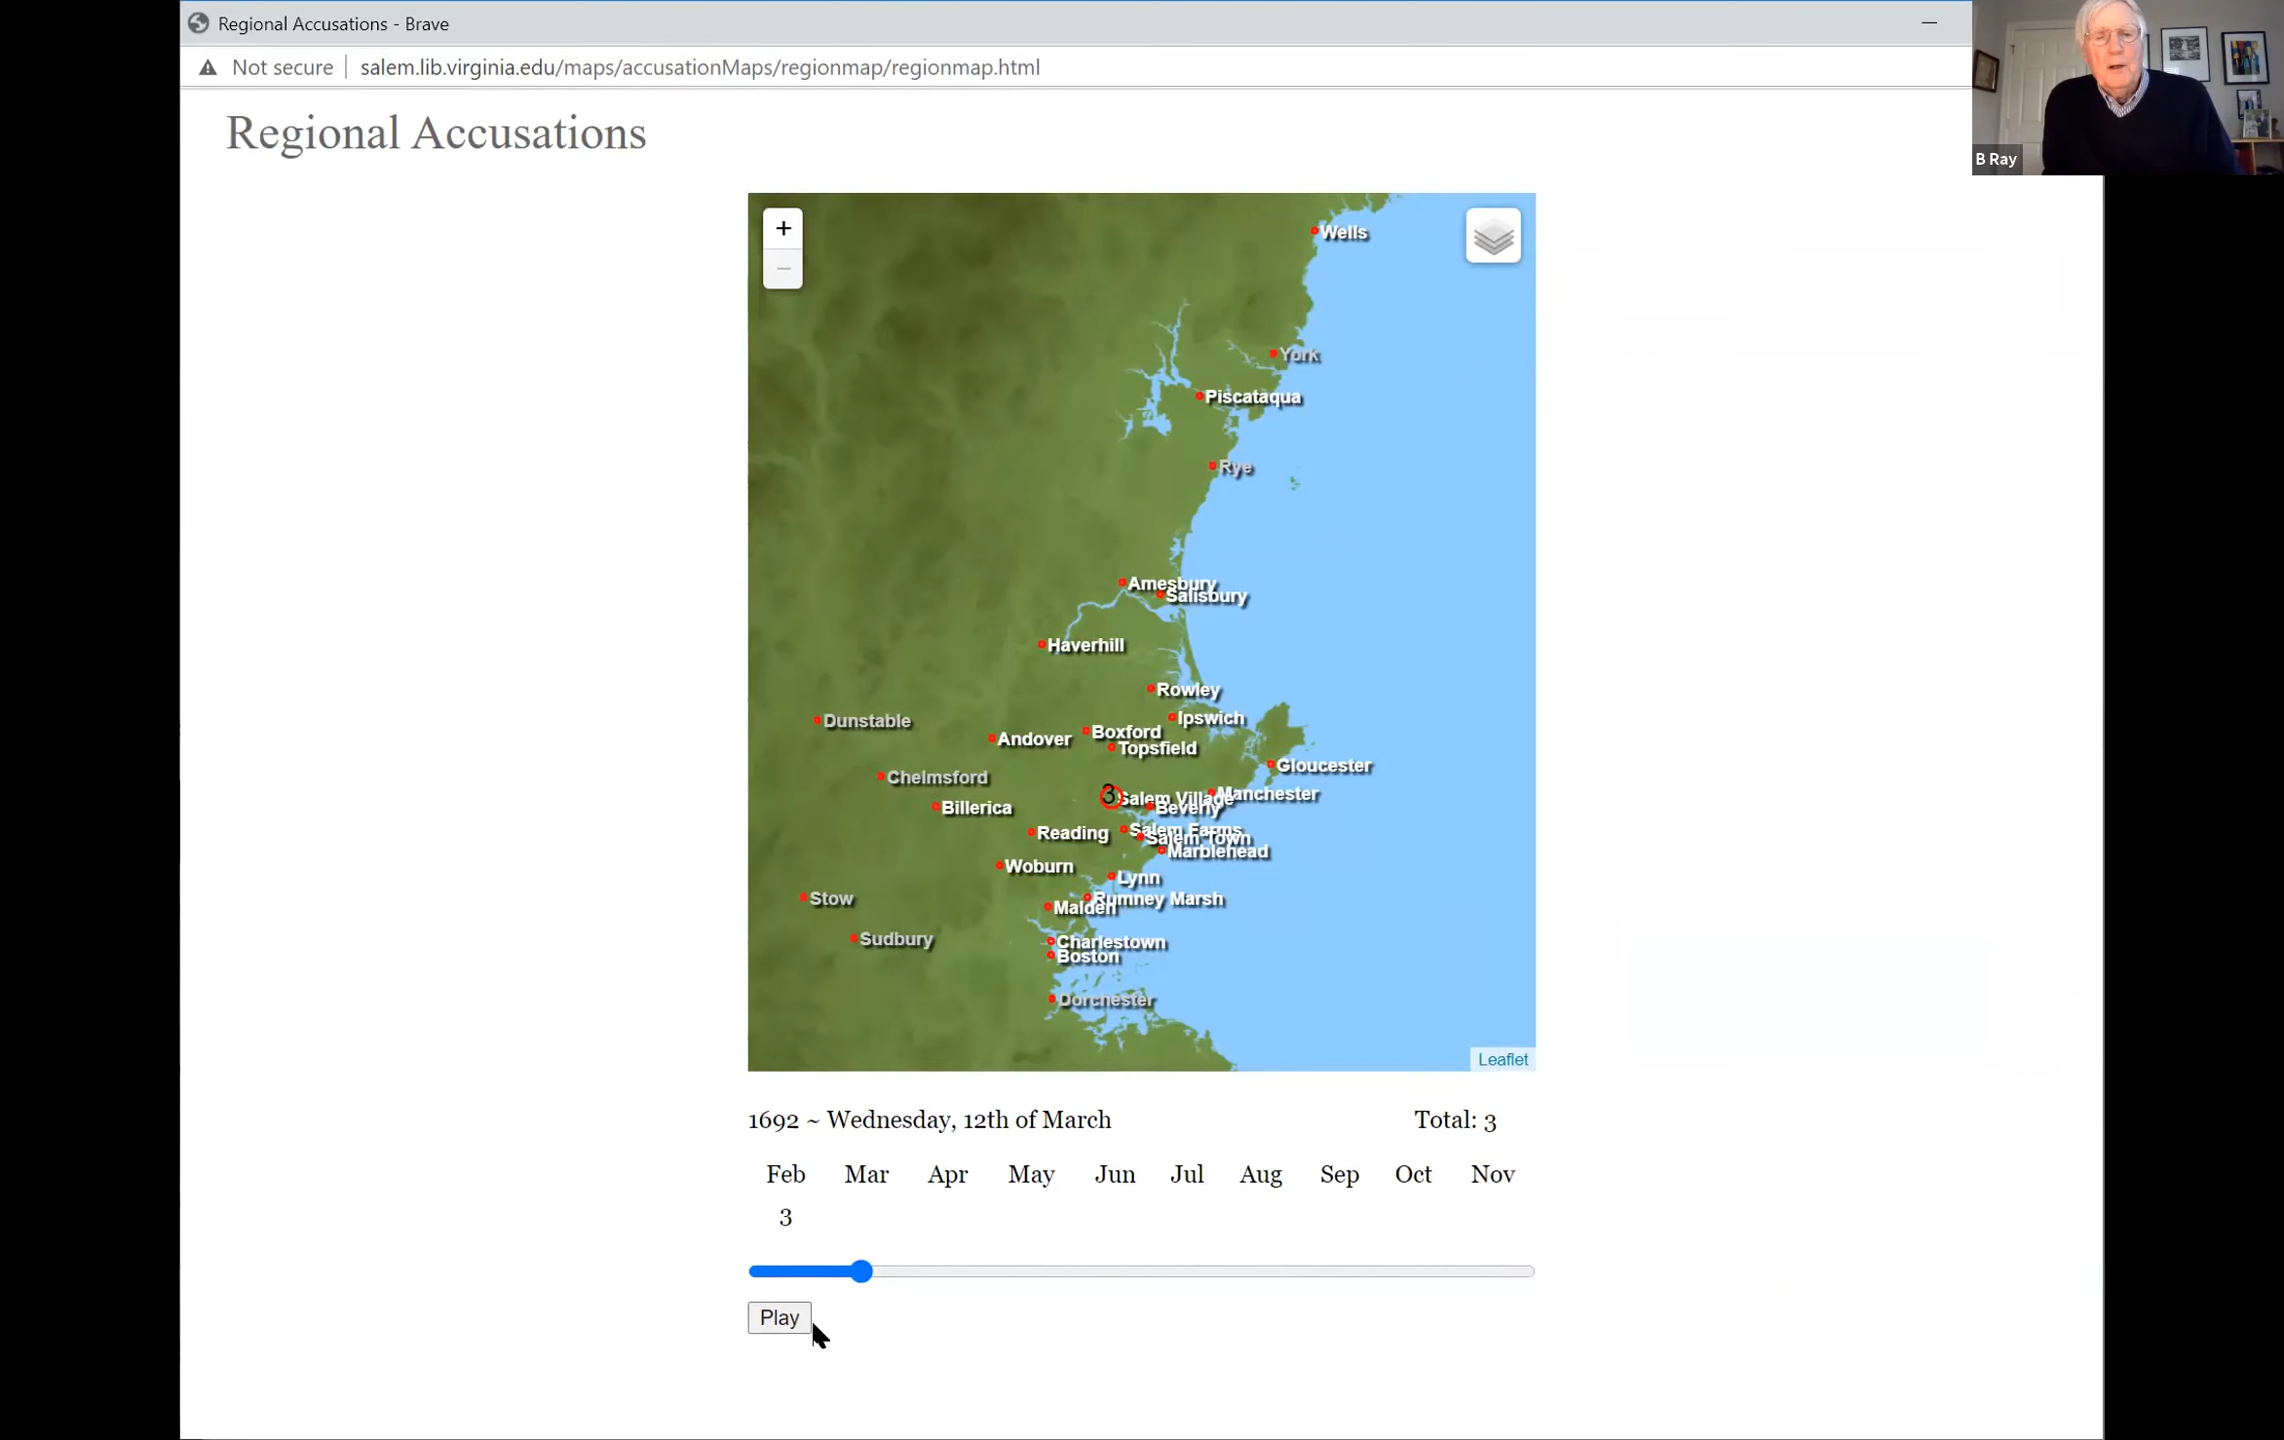 Regional Accusations - Brave
Not secure salem.lib.virginia.edu/maps/accusationMaps/regionmap/regionmap.html
B Ray
Regional Accusations
+
−
Wells
York
Piscataqua
Rye
Amesbury
Salisbury
Haverhill
Rowley
Ipswich
Dunstable
Boxford
Andover
Topsfield
Gloucester
Chelmsford
Manchester
3
Salem Village
Beverly
Billerica
Salem Farms
Reading
Salem Town
Marblehead
Woburn
Lynn
Stow
Rumney Marsh
Malden
Sudbury
Charlestown
Boston
Dorchester
Leaflet
1692 ~ Wednesday, 12th of March Total: 3
Feb Mar Apr May Jun Jul Aug Sep Oct Nov
3
Play